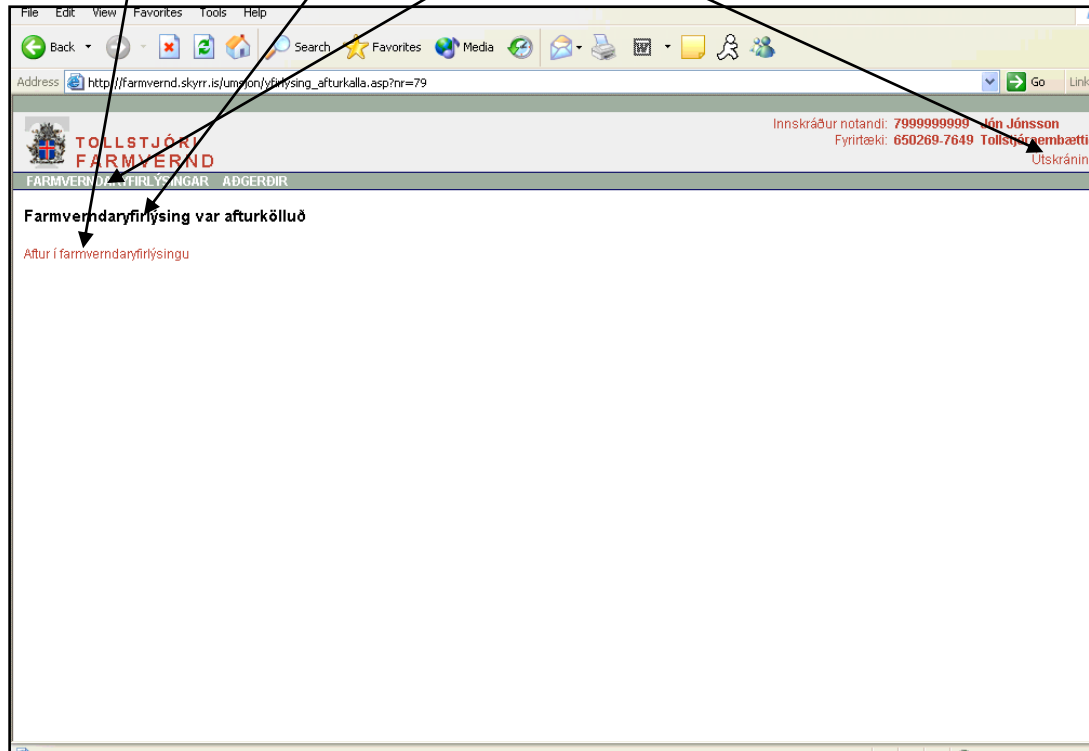 File Edit View Favorites Tools Help
Back Search Favorites Media
Address http://farmvernd.skyrr.is/umsjon/yfirlysing_afturkalla.asp?nr=79 Go Link
Innskráður notandi: 7999999999 Jón Jónsson
TOLLSTJÓRI
Fyrirtæki: 650269-7649 Tollstjóraembætti
FARMVERND
Útskránin
FARMVERNDARYFIRLÝSINGAR AÐGERÐIR
Farmverndaryfirlýsing var afturkölluð
Aftur í farmverndaryfirlýsingu